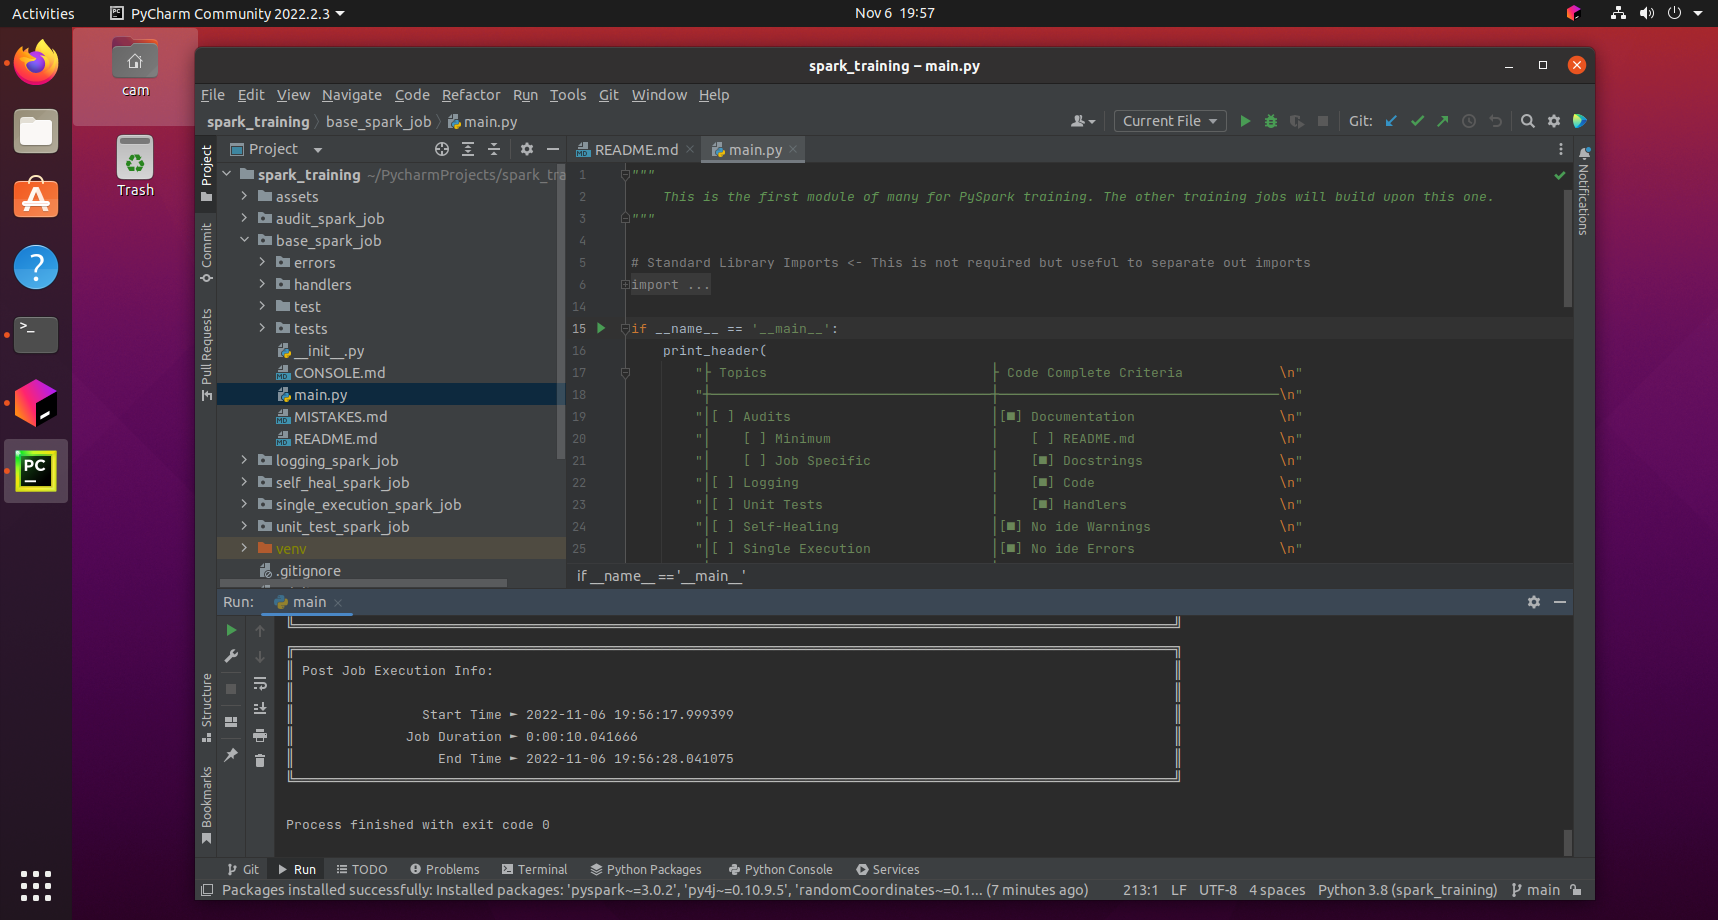 Activities
PyCharm Community 2022.2.3
Nov 6 19:57
cam
Trash
spark_training – main.py
File Edit View Navigate Code Refactor Run Tools Git Window Help
spark_training base_spark_job main.py
Current File
Git:
Project
README.md
main.py
Project
Commit
Pull Requests
Structure
Bookmarks
Notifications
spark_training ~/PycharmProjects/spark_tra
assets
audit_spark_job
base_spark_job
errors
handlers
test
tests
__init__.py
CONSOLE.md
main.py
MISTAKES.md
README.md
logging_spark_job
self_heal_spark_job
single_execution_spark_job
unit_test_spark_job
venv
.gitignore
1 """
2 This is the first module of many for PySpark training. The other training jobs will build upon this one.
3 """
4
5 # Standard Library Imports <- This is not required but useful to separate out imports
6 import ...
14
15 if __name__ == '__main__':
16 print_header(
17 "├ Topics ├ Code Complete Criteria \n"
18 "┼──────────────┼──────────────\n"
19 "│[ ] Audits │[■] Documentation \n"
20 "│ [ ] Minimum │ [ ] README.md \n"
21 "│ [ ] Job Specific │ [■] Docstrings \n"
22 "│[ ] Logging │ [■] Code \n"
23 "│[ ] Unit Tests │ [■] Handlers \n"
24 "│[ ] Self-Healing │[■] No ide Warnings \n"
25 "│[ ] Single Execution │[■] No ide Errors \n"
if __name__ == '__main__'
Run: main
Post Job Execution Info:
Start Time ► 2022-11-06 19:56:17.999399
Job Duration ► 0:00:10.041666
End Time ► 2022-11-06 19:56:28.041075
Process finished with exit code 0
Git Run TODO Problems Terminal Python Packages Python Console Services
Packages installed successfully: Installed packages: 'pyspark~=3.0.2', 'py4j~=0.10.9.5', 'randomCoordinates~=0.1... (7 minutes ago) 213:1 LF UTF-8 4 spaces Python 3.8 (spark_training) main